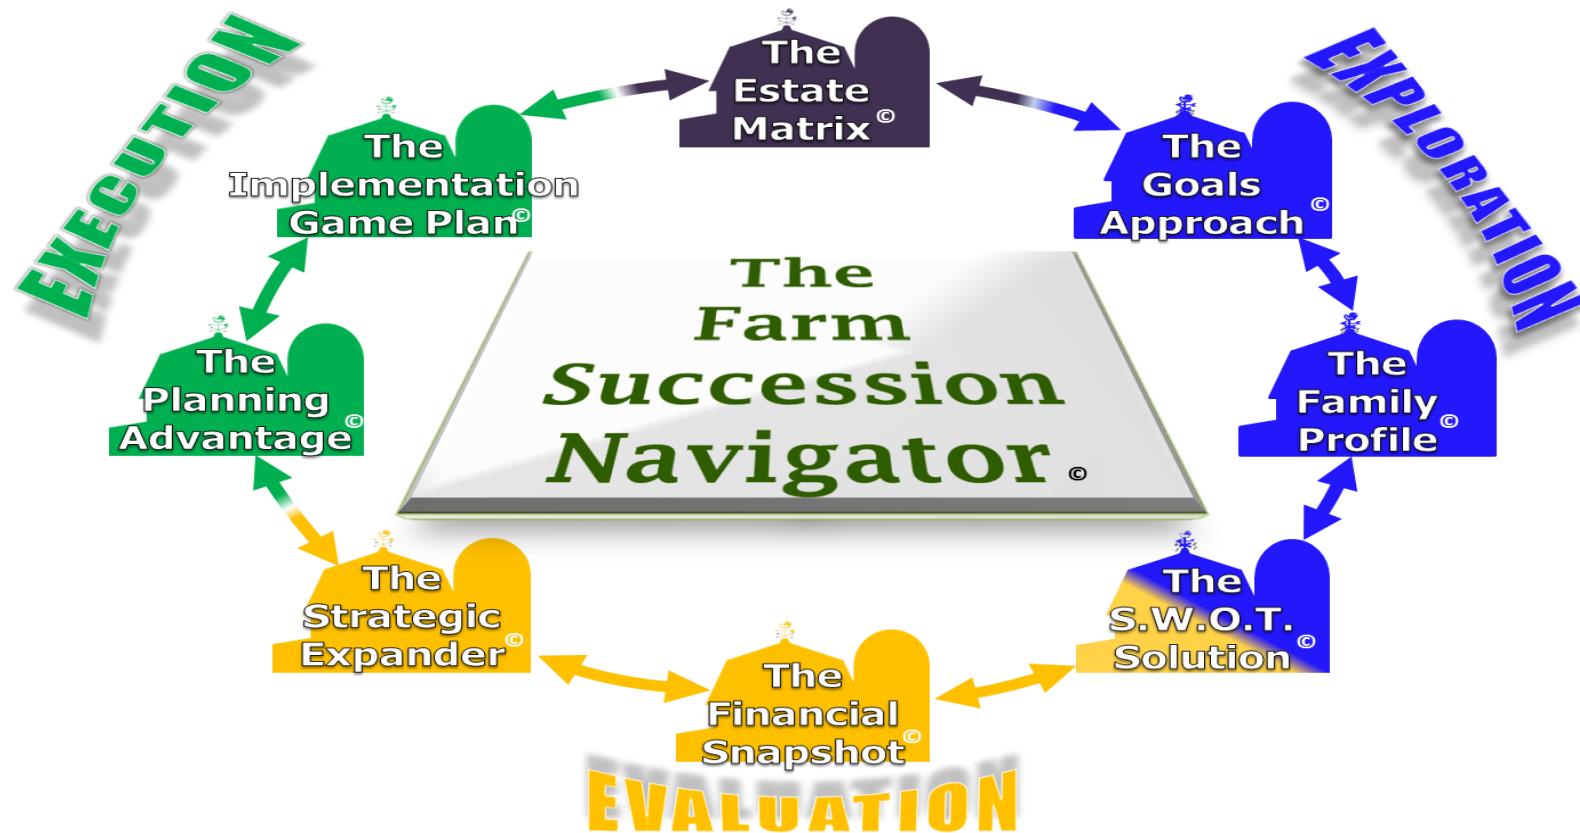 EXECUTION
The
Estate
Matrix©
EXPLORATION
The
Implementation
Game Plan©
The
Goals
Approach©
The
Farm
Succession
Navigator©
The
Planning
Advantage©
The
Family
Profile©
The
Strategic
Expander©
The
S.W.O.T.
Solution©
The
Financial
Snapshot©
EVALUATION